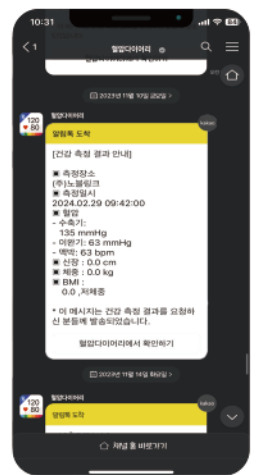 10:31
84
1
혈압다이어리
2023년 11월 10일 금요일 >
120
80
혈압다이어리
알림톡 도착
kakao
[건강 측정 결과 안내]
▣ 측정장소
(주)노블링크
▣ 측정일시
2024.02.29 09:42:00
▣ 혈압
- 수축기:
135 mmHg
- 이완기: 63 mmHg
- 맥박: 63 bpm
▣ 신장 : 0.0 cm
▣ 체중 : 0.0 kg
▣ BMI :
0.0 ,저체중
* 이 메시지는 건강 측정 결과를 요청하
신 분들에 발송되었습니다.
혈압다이어리에서 확인하기
2023년 11월 14일 화요일 >
120
80
혈압다이어리
알림톡 도착
kakao
채널 홈 바로가기